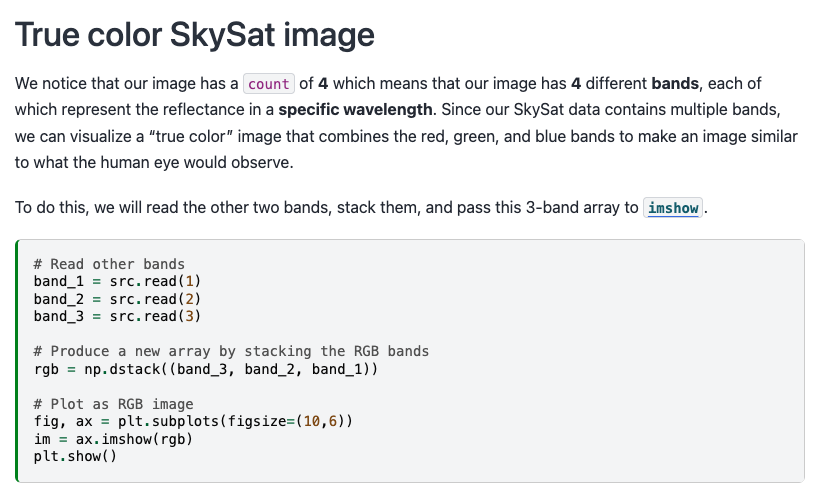 True color SkySat image
We notice that our image has a count of 4 which means that our image has 4 different bands, each of
which represent the reflectance in a specific wavelength. Since our SkySat data contains multiple bands,
we can visualize a “true color” image that combines the red, green, and blue bands to make an image similar
to what the human eye would observe.
To do this, we will read the other two bands, stack them, and pass this 3-band array to imshow.
# Read other bands
band_1 = src.read(1)
band_2 = src.read(2)
band_3 = src.read(3)
# Produce a new array by stacking the RGB bands
rgb = np.dstack((band_3, band_2, band_1))
# Plot as RGB image
fig, ax = plt.subplots(figsize=(10,6))
im = ax.imshow(rgb)
plt.show()